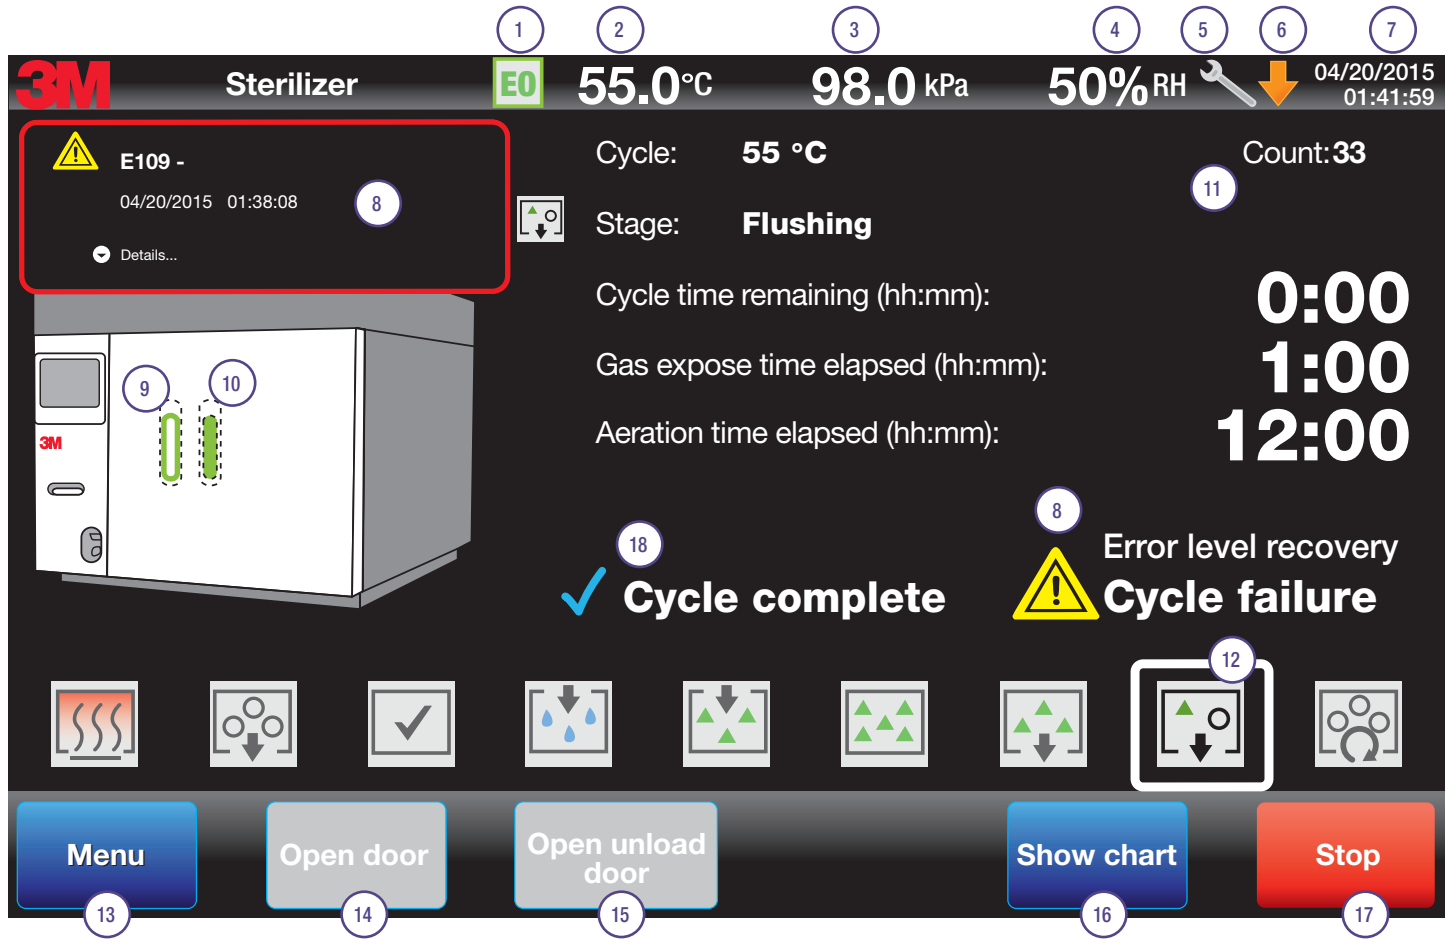 1 2 3 4 5 6 7
3M Sterilizer E0 55.0°C 98.0 kPa 50% RH 04/20/2015
01:41:59
E109 -
04/20/2015 01:38:08 8
Details...
Cycle: 55 °C Count:33
11
Stage: Flushing
Cycle time remaining (hh:mm): 0:00
Gas expose time elapsed (hh:mm): 1:00
Aeration time elapsed (hh:mm): 12:00
9 10
3M
18
Cycle complete
8
Error level recovery
Cycle failure
12
Menu Open door Open unload
door Show chart Stop
13 14 15 16 17